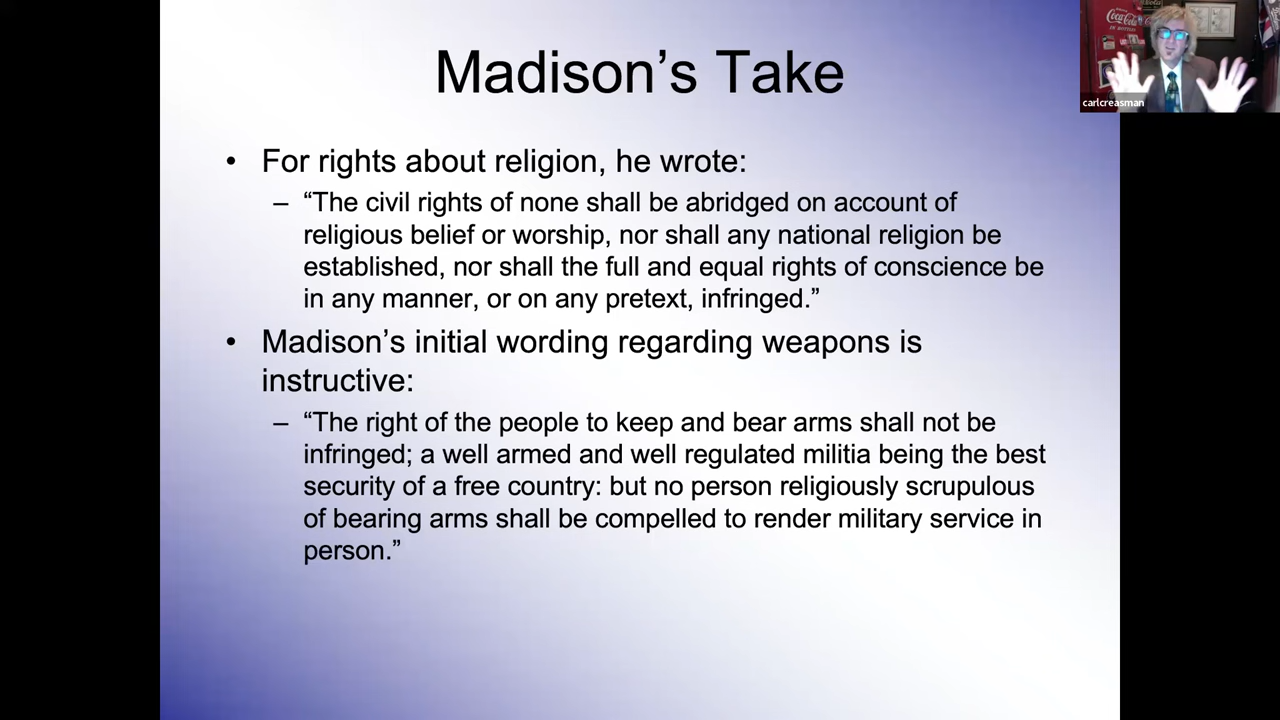 Madison’s Take
• For rights about religion, he wrote:
– “The civil rights of none shall be abridged on account of
religious belief or worship, nor shall any national religion be
established, nor shall the full and equal rights of conscience be
in any manner, or on any pretext, infringed.”
• Madison’s initial wording regarding weapons is
instructive:
– “The right of the people to keep and bear arms shall not be
infringed; a well armed and well regulated militia being the best
security of a free country: but no person religiously scrupulous
of bearing arms shall be compelled to render military service in
person.”
Coca-Cola
carlcreasman